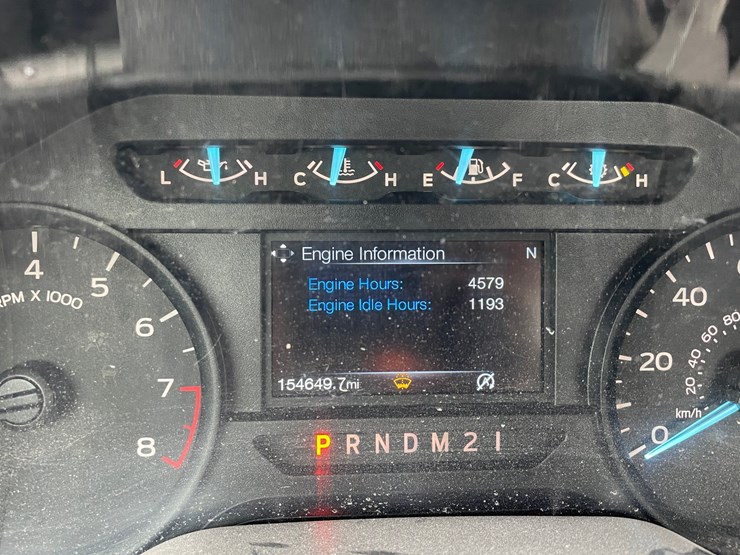 L H C H E F C H
4
5
6
7
8
RPM X 1000
Engine Information N
Engine Hours: 4579
Engine Idle Hours: 1193
154649.7mi
P R N D M 2 1
40
20
0
80
60
40
20
km/h